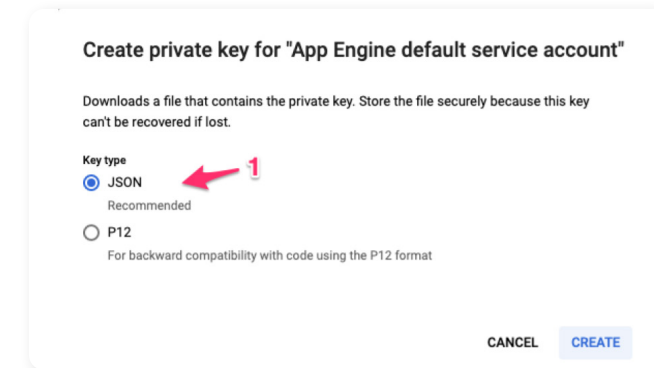 Create private key for "App Engine default service account"
Downloads a file that contains the private key. Store the file securely because this key
can't be recovered if lost.
Key type
1
JSON
Recommended
P12
For backward compatibility with code using the P12 format
CANCEL CREATE